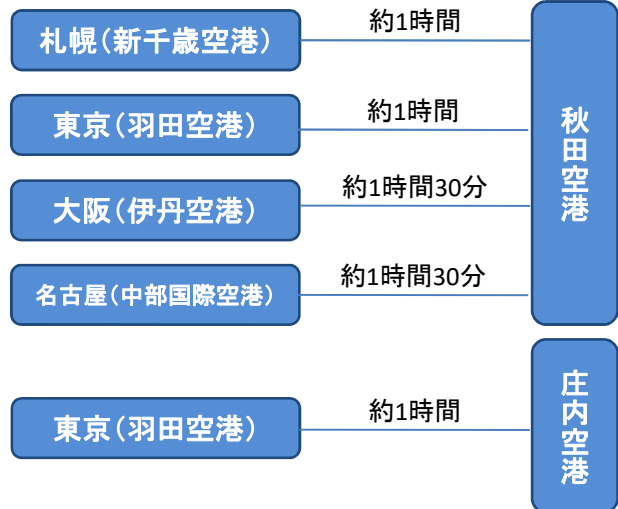 札幌（新千歳空港）
約1時間
東京（羽田空港）
約1時間
大阪（伊丹空港）
約1時間30分
名古屋（中部国際空港）
約1時間30分
秋田空港
東京（羽田空港）
約1時間
庄内空港